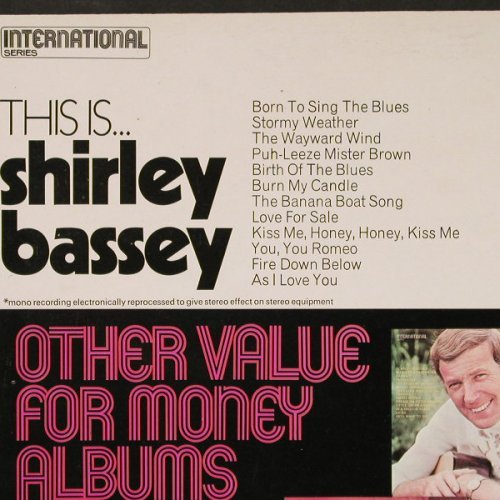 INTERNATIONAL
SERIES
THIS IS...
shirley
bassey
Born To Sing The Blues
Stormy Weather
The Wayward Wind
Puh-Leeze Mister Brown
Birth Of The Blues
Burn My Candle
The Banana Boat Song
Love For Sale
Kiss Me, Honey, Honey, Kiss Me
You, You Romeo
Fire Down Below
As I Love You
*mono recording electronically reprocessed to give stereo effect on stereo equipment
OTHER VALUE
FOR MONEY
ALBUMS
INTERNATIONAL